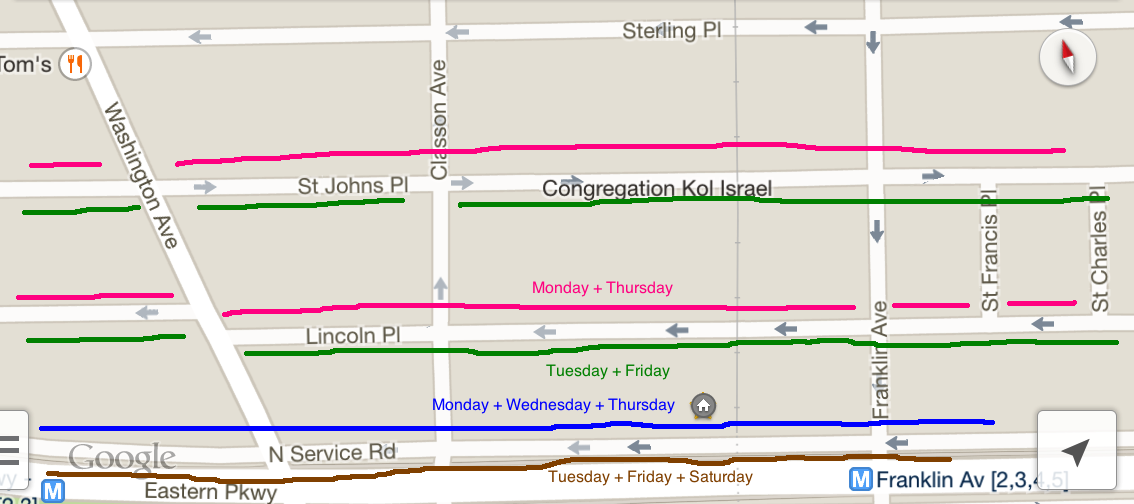 Sterling Pl
Tom's
Classon Ave
Washington Ave
St Johns Pl
Congregation Kol Israel
St Francis Pl
St Charles Pl
Monday + Thursday
Lincoln Pl
Franklin Ave
Tuesday + Friday
Monday + Wednesday + Thursday
N Service Rd
Google
Tuesday + Friday + Saturday
M
Eastern Pkwy
M Franklin Av [2,3,4,5]